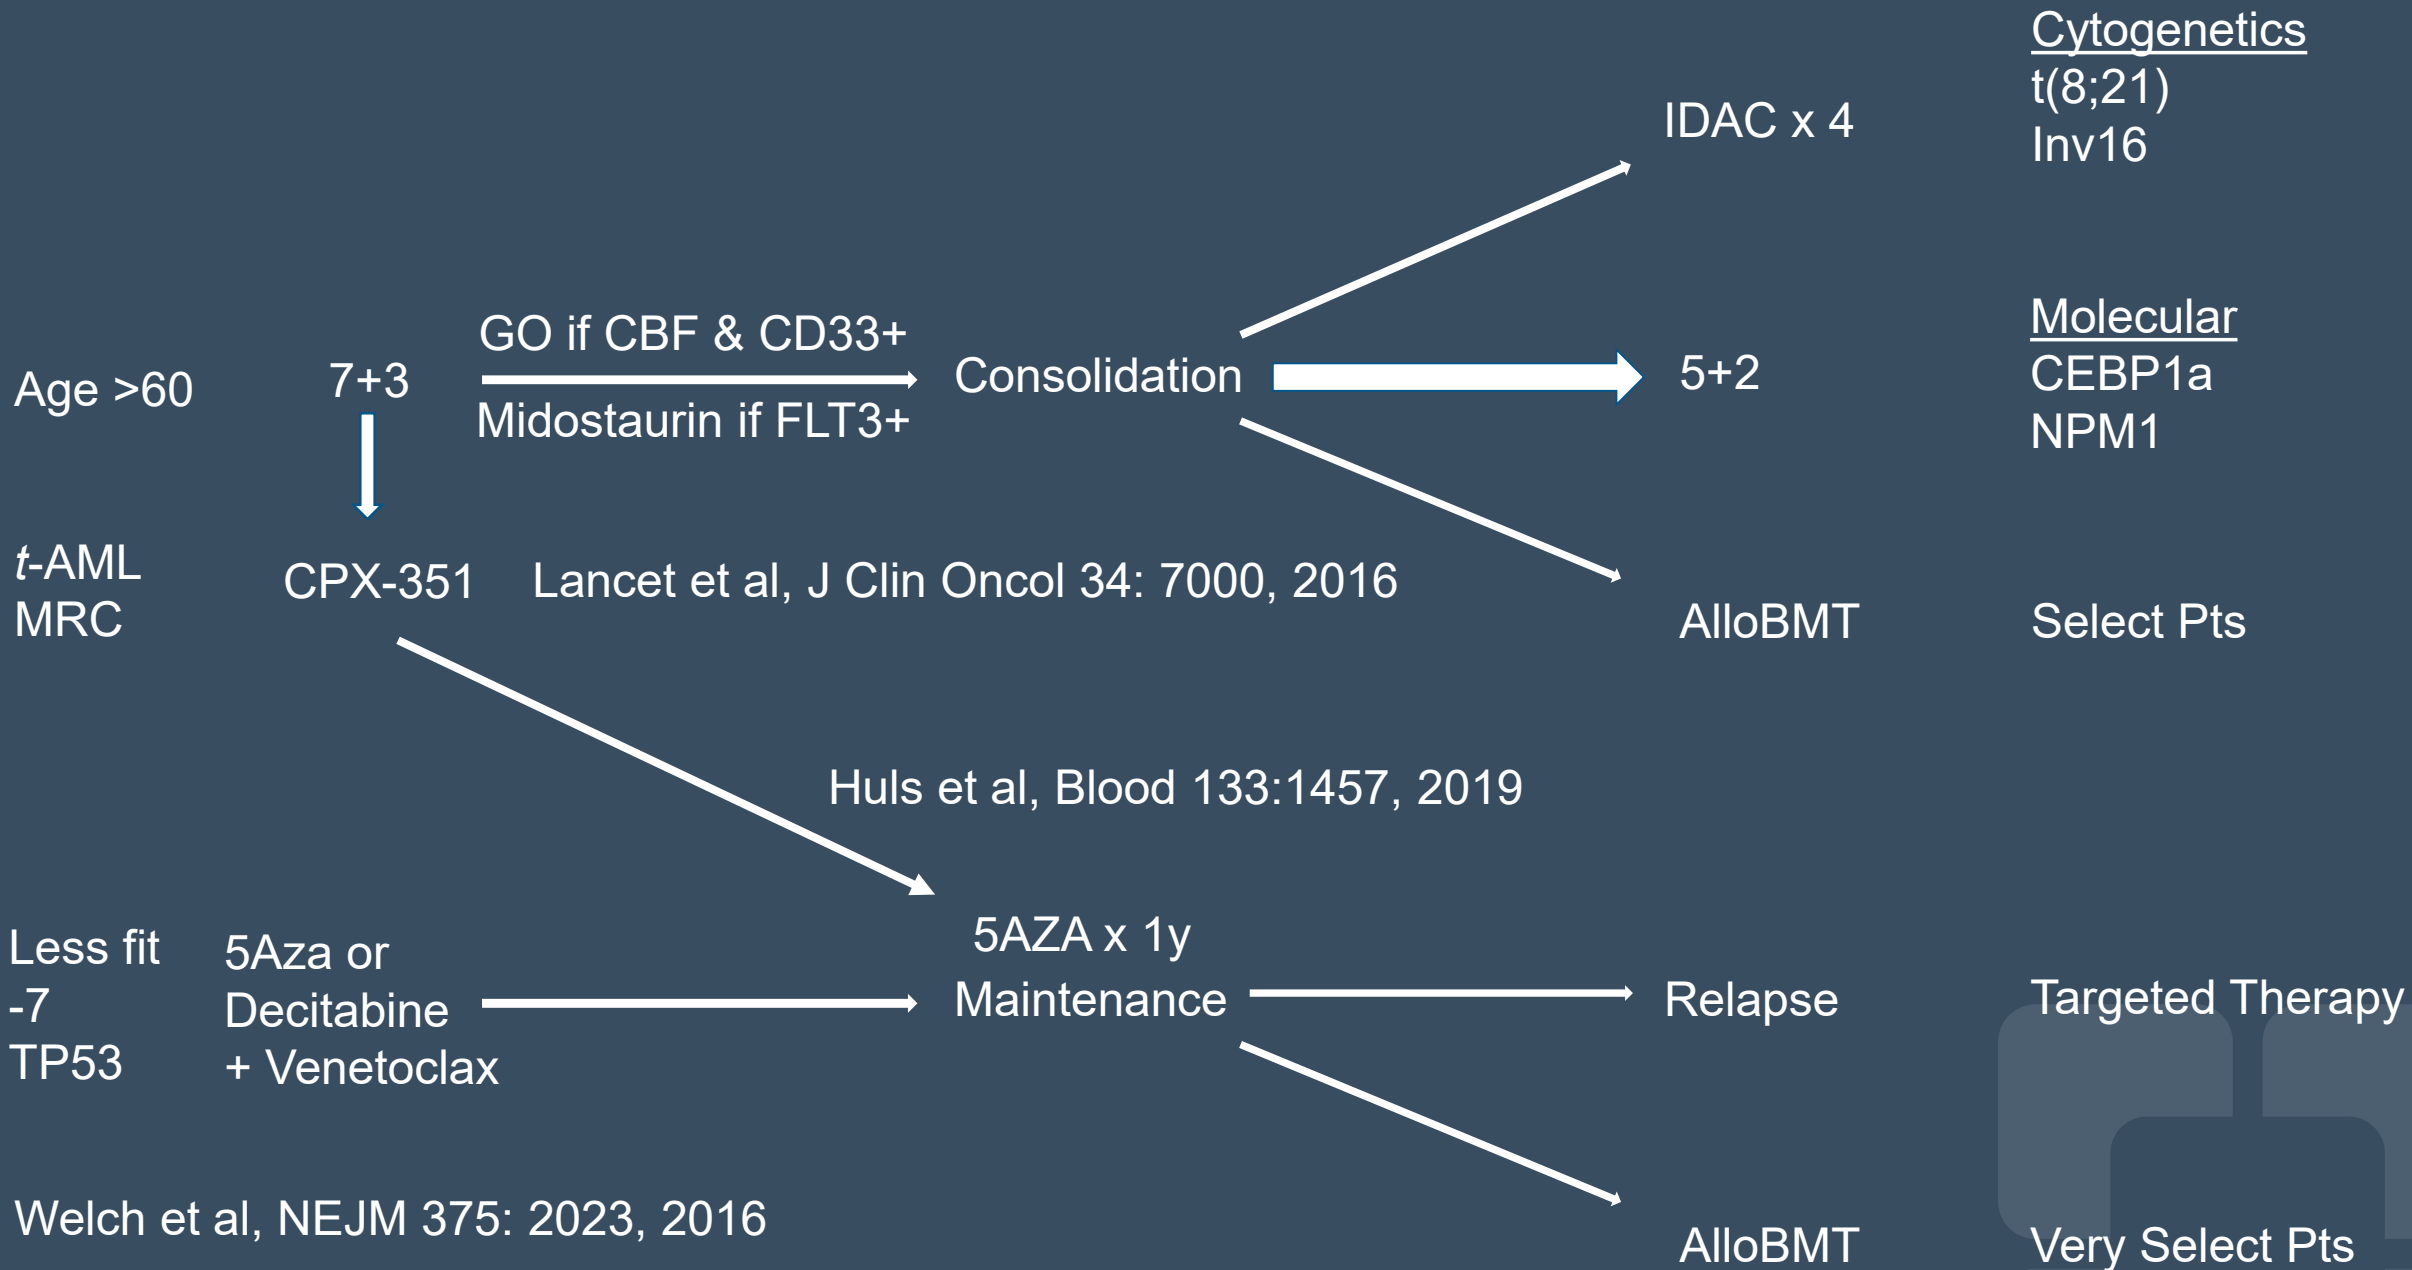 Cytogenetics
t(8;21)
Inv16
IDAC x 4
Age >60
7+3
GO if CBF & CD33+
Midostaurin if FLT3+
Consolidation
5+2
Molecular
CEBP1a
NPM1
t-AML
MRC
CPX-351
Lancet et al, J Clin Oncol 34: 7000, 2016
AlloBMT
Select Pts
Huls et al, Blood 133:1457, 2019
Less fit
-7
TP53
5Aza or
Decitabine
+ Venetoclax
5AZA x 1y
Maintenance
Relapse
Targeted Therapy
Welch et al, NEJM 375: 2023, 2016
AlloBMT
Very Select Pts